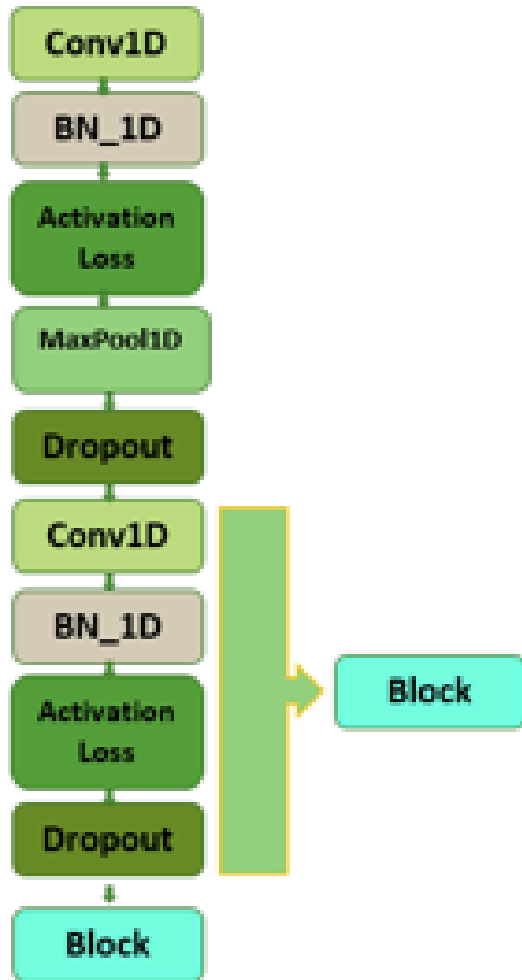 Conv1D
BN_1D
Activation
Loss
MaxPool1D
Dropout
Conv1D
BN_1D
Activation
Loss
Dropout
Block
Block